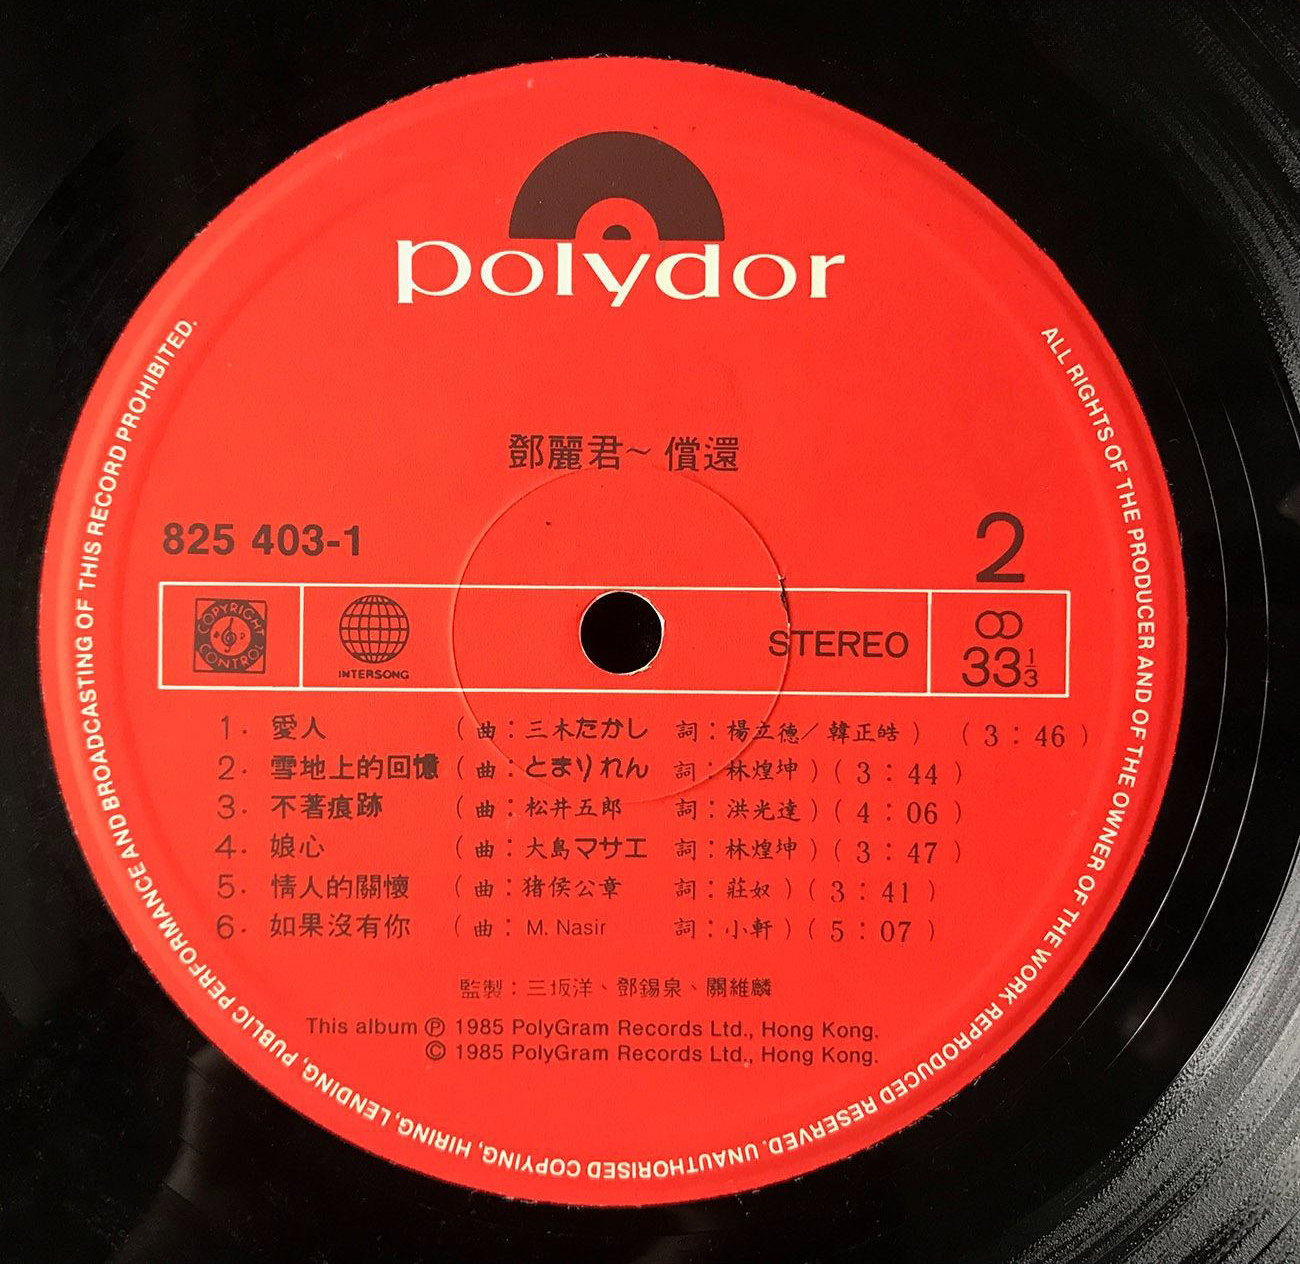 polydor
鄧麗君～償還
825 403-1
2
COPYRIGHT CONTROL
INTERSONG
STEREO
33 1/3
1. 愛人 (曲：三木たかし 詞：楊立德/韓正皓) (3：46)
2. 雪地上的回憶 (曲：とまりれん 詞：林煌坤) (3：44)
3. 不著痕跡 (曲：松井五郎 詞：洪光達) (4：06)
4. 娘心 (曲：大島マサエ 詞：林煌坤) (3：47)
5. 情人的關懷 (曲：猪侯公章 詞：莊奴) (3：41)
6. 如果沒有你 (曲：M. Nasir 詞：小軒) (5：07)
監製：三坂洋、鄧錫泉、關維麟
This album Ⓟ 1985 PolyGram Records Ltd., Hong Kong.
© 1985 PolyGram Records Ltd., Hong Kong.
ALL RIGHTS OF THE PRODUCER AND OF THE OWNER OF THE WORK REPRODUCED RESERVED. UNAUTHORISED COPYING, HIRING, LENDING, PUBLIC PERFORMANCE AND BROADCASTING OF THIS RECORD PROHIBITED.